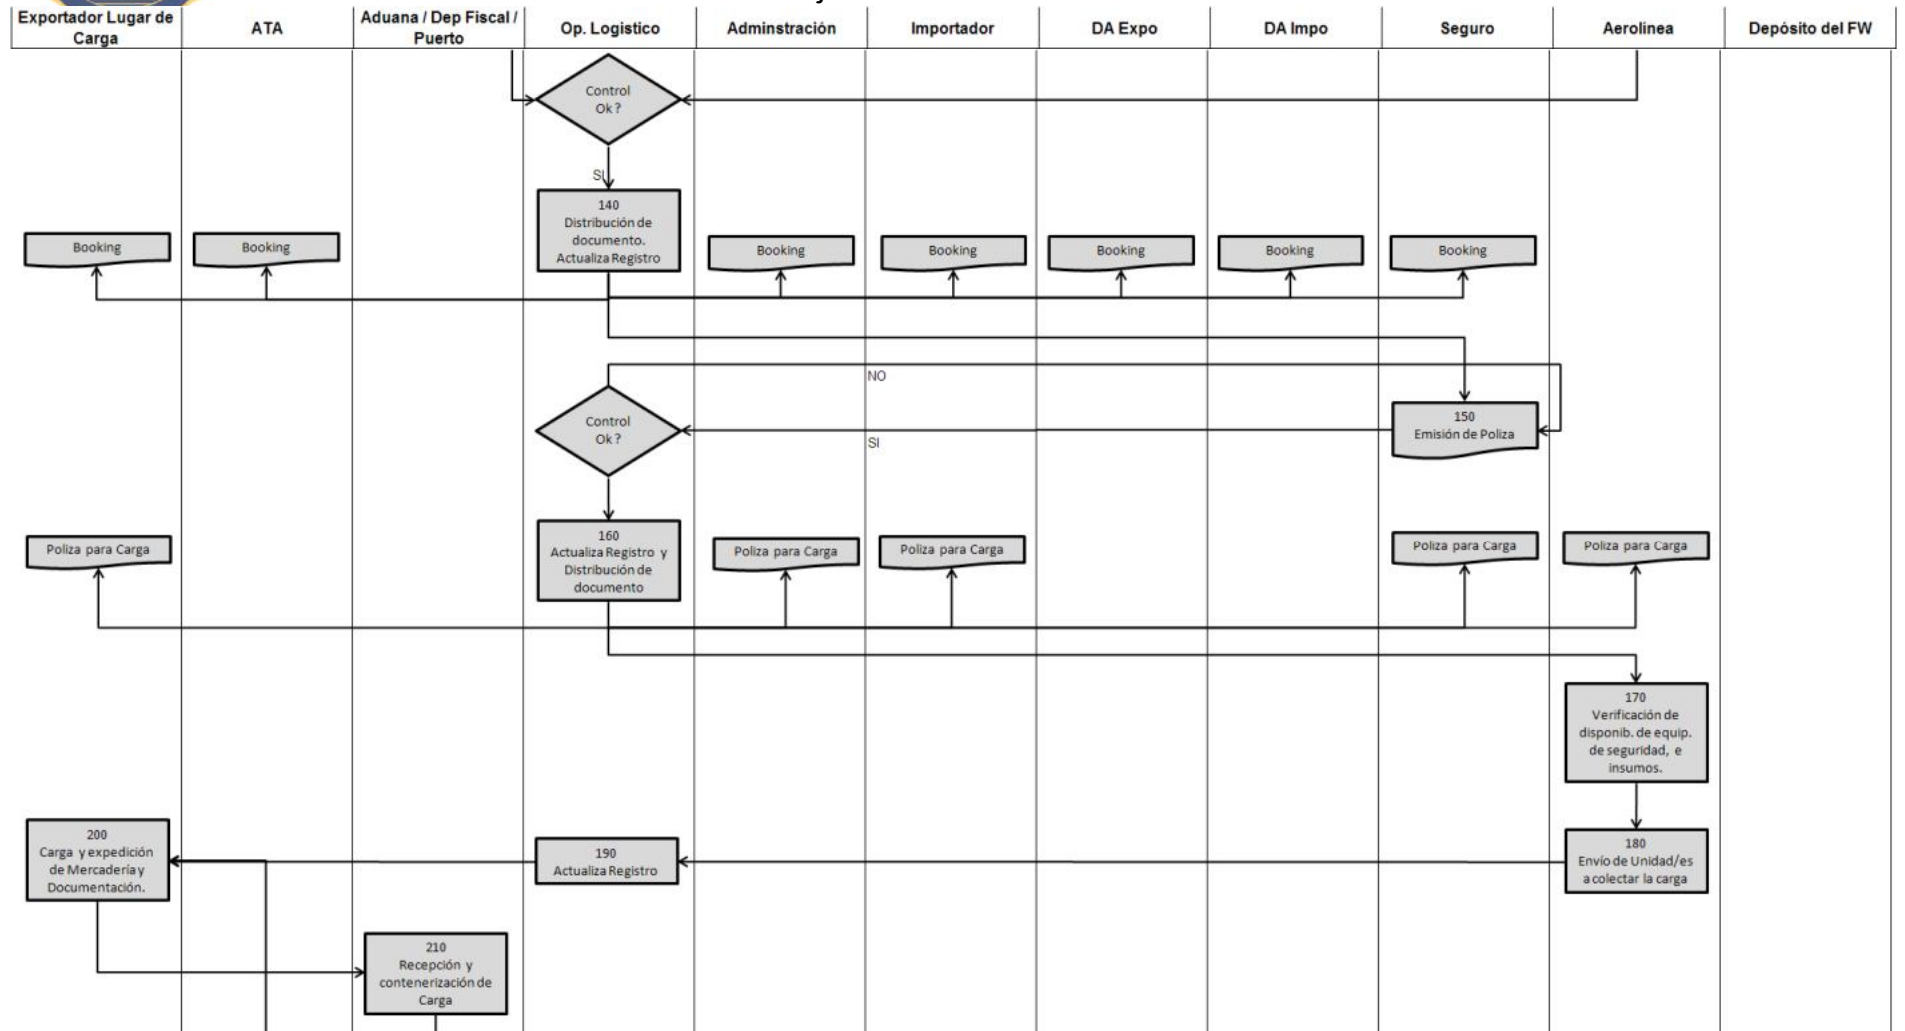 Exportador Lugar de
Carga
ATA
Aduana / Dep Fiscal /
Puerto
Op. Logistico
Adminstración
Importador
DA Expo
DA Impo
Seguro
Aerolinea
Depósito del FW
Control
Ok?
SI
140
Distribución de
documento.
Actualiza Registro
Booking
Booking
Booking
Booking
Booking
Booking
Booking
NO
Control
Ok?
SI
150
Emisión de Poliza
160
Actualiza Registro y
Distribución de
documento
Poliza para Carga
Poliza para Carga
Poliza para Carga
Poliza para Carga
Poliza para Carga
170
Verificación de
disponib. de equip.
de seguridad, e
insumos.
200
Carga y expedición
de Mercadería y
Documentación.
190
Actualiza Registro
180
Envío de Unidad/es
a colectar la carga
210
Recepción y
contenerización de
Carga